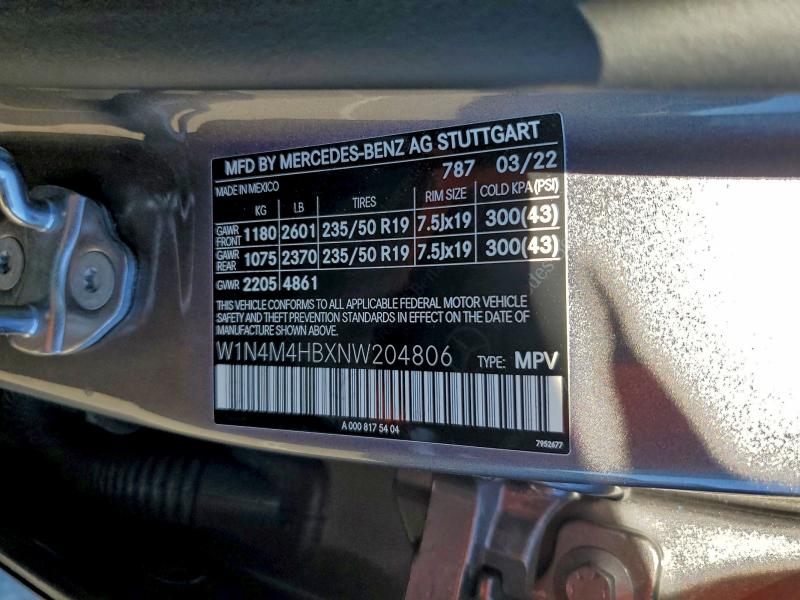 MFD BY MERCEDES-BENZ AG STUTTGART
787 03/22
MADE IN MEXICO
KG LB TIRES RIM SIZE COLD KPA(PSI)
GAWR FRONT 1180 2601 235/50 R19 7.5Jx19 300(43)
GAWR REAR 1075 2370 235/50 R19 7.5Jx19 300(43)
GVWR 2205 4861
THIS VEHICLE CONFORMS TO ALL APPLICABLE FEDERAL MOTOR VEHICLE
SAFETY AND THEFT PREVENTION STANDARDS IN EFFECT ON THE DATE OF
MANUFACTURE SHOWN ABOVE.
W1N4M4HBXNW204806 TYPE: MPV
A 000 817 54 04
7952677